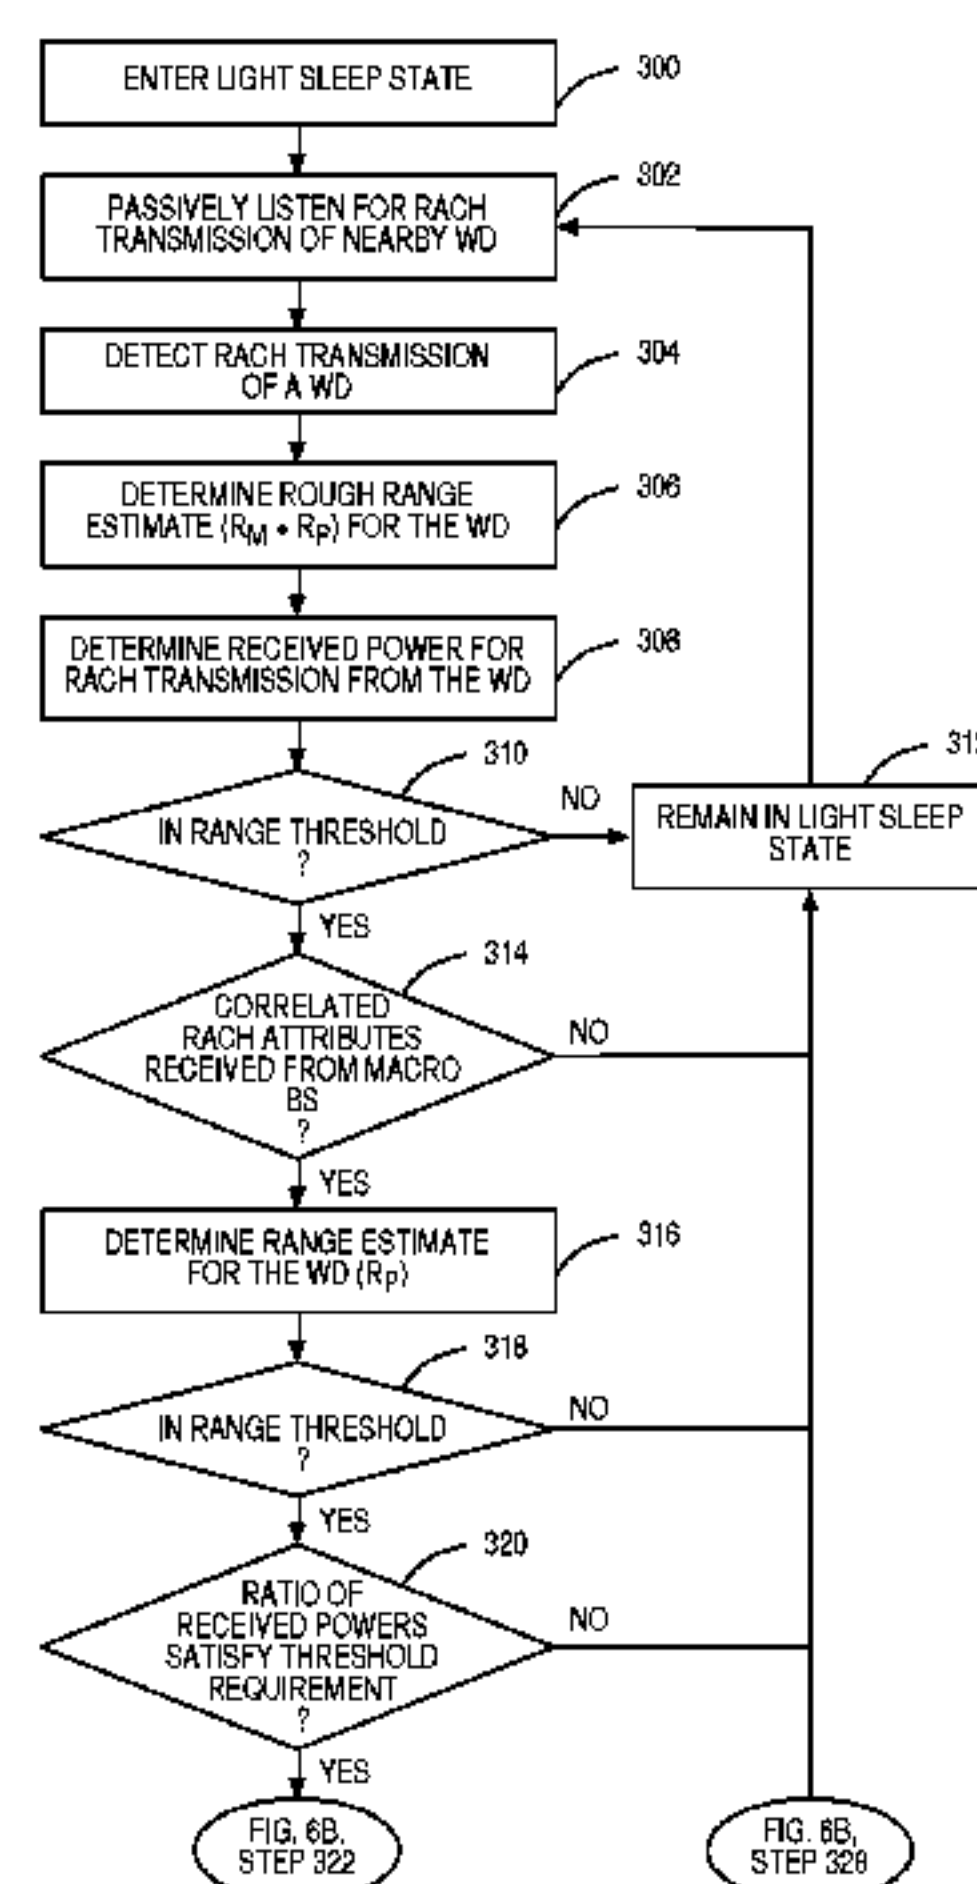 ENTER LIGHT SLEEP STATE
300
PASSIVELY LISTEN FOR RACH
TRANSMISSION OF NEARBY WD
302
DETECT RACH TRANSMISSION
OF A WD
304
DETERMINE ROUGH RANGE
ESTIMATE (RM • RP) FOR THE WD
306
DETERMINE RECEIVED POWER FOR
RACH TRANSMISSION FROM THE WD
308
310
IN RANGE THRESHOLD
?
NO
REMAIN IN LIGHT SLEEP
STATE
YES
314
CORRELATED
RACH ATTRIBUTES
RECEIVED FROM MACRO
BS
?
NO
YES
DETERMINE RANGE ESTIMATE
FOR THE WD (RP)
316
318
IN RANGE THRESHOLD
?
NO
YES
320
RATIO OF
RECEIVED POWERS
SATISFY THRESHOLD
REQUIREMENT
?
NO
YES
FIG. 6B,
STEP 322
FIG. 6B,
STEP 328